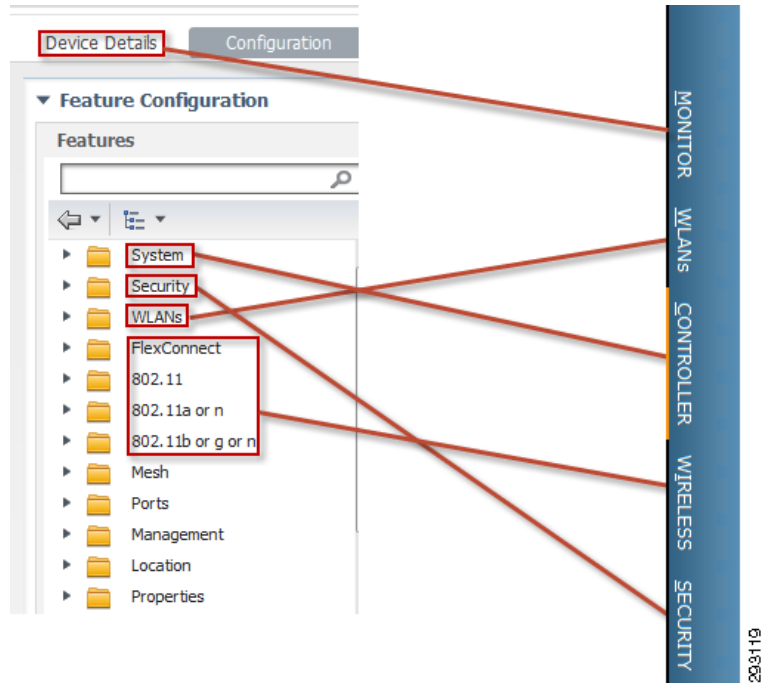 Device Details
Configuration
Feature Configuration
Features
System
Security
WLANs
FlexConnect
802.11
802.11a or n
802.11b or g or n
Mesh
Ports
Management
Location
Properties
MONITOR
WLANs
CONTROLLER
WIRELESS
SECURITY
293119